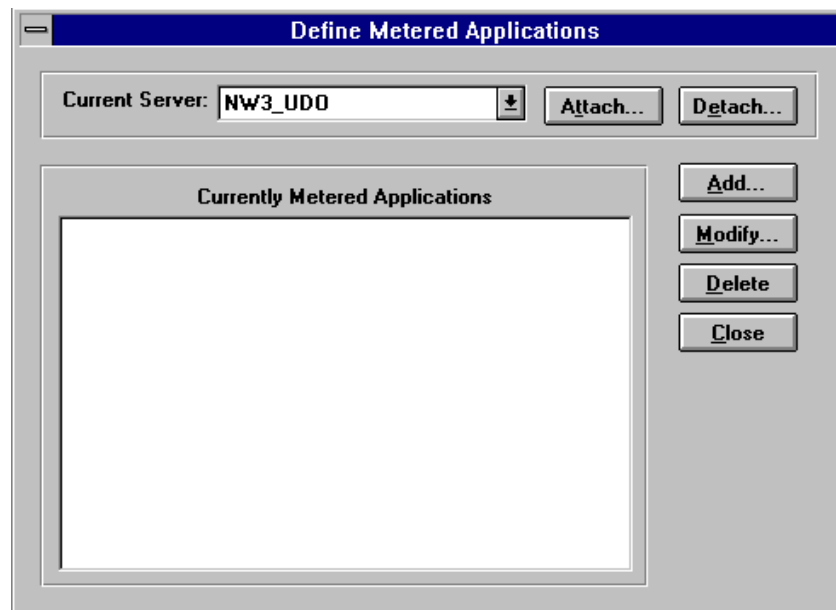 Define Metered Applications
Current Server: NW3_UDO Attach... Detach...
Currently Metered Applications
Add...
Modify...
Delete
Close